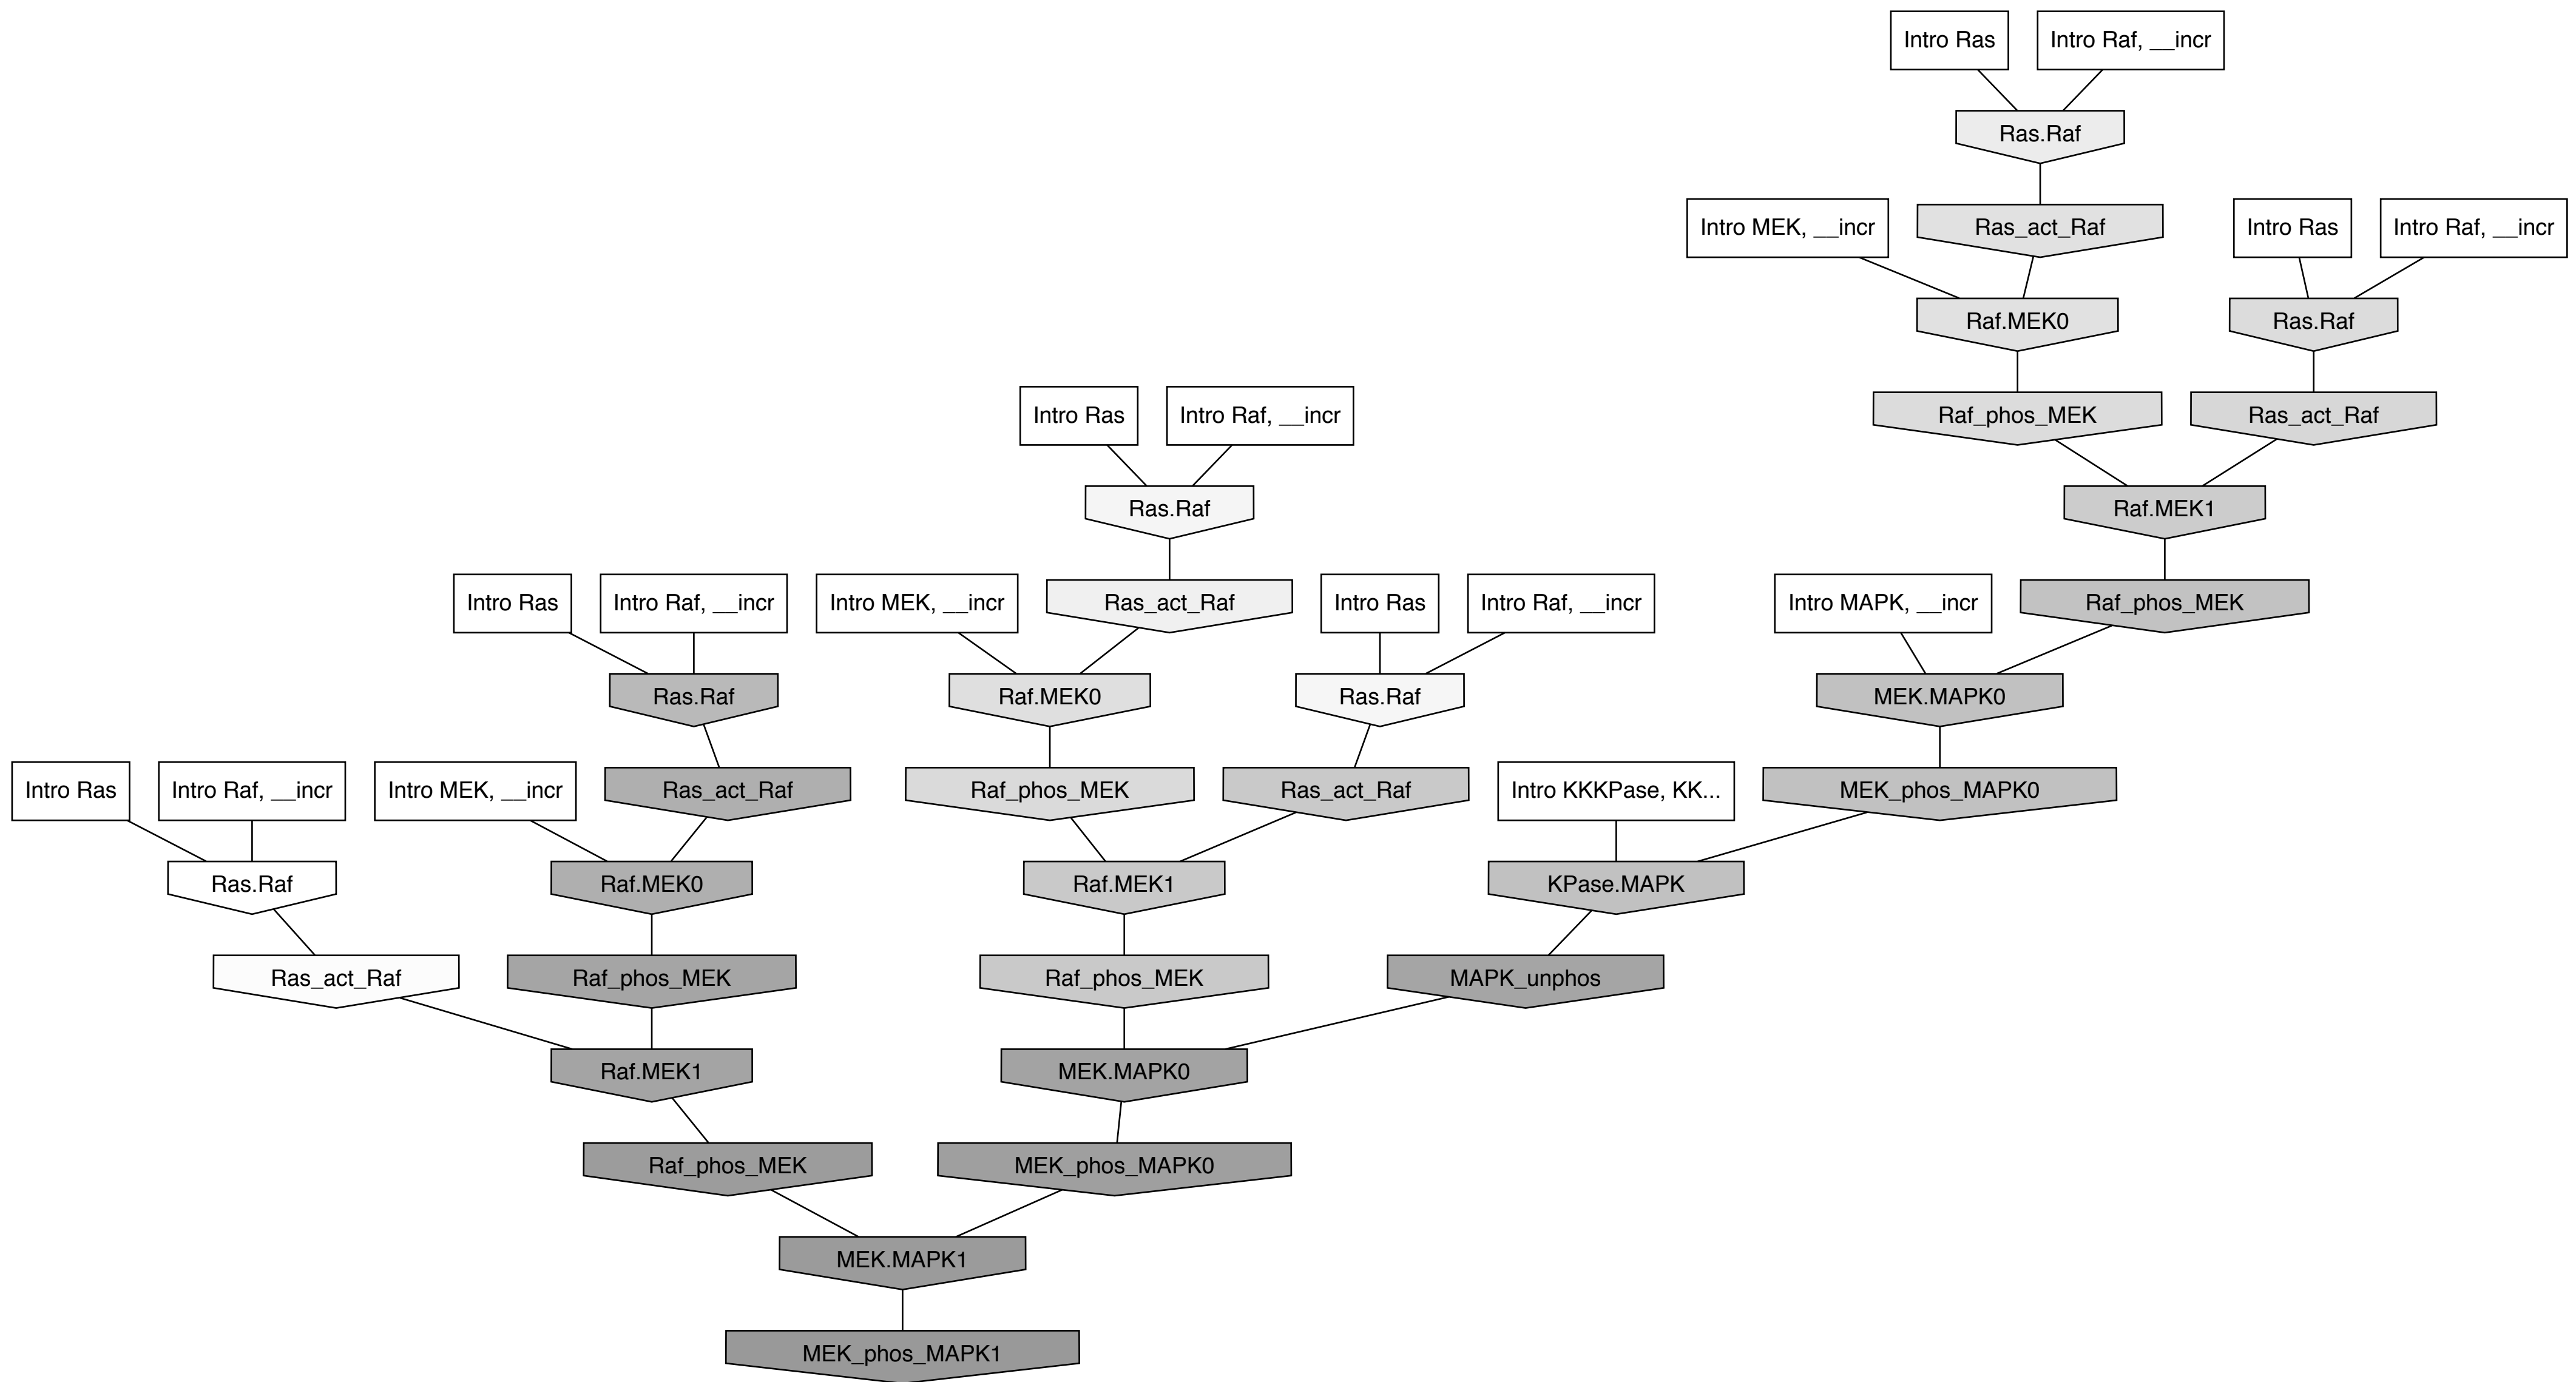 Intro Ras
Intro Raf, __incr
Ras.Raf
Intro MEK, __incr
Ras_act_Raf
Intro Ras
Intro Raf, __incr
Raf.MEK0
Ras.Raf
Intro Ras
Intro Raf, __incr
Raf_phos_MEK
Ras_act_Raf
Ras.Raf
Raf.MEK1
Intro Ras
Intro Raf, __incr
Intro MEK, __incr
Ras_act_Raf
Intro Ras
Intro Raf, __incr
Intro MAPK, __incr
Raf_phos_MEK
Ras.Raf
Raf.MEK0
Ras.Raf
MEK.MAPK0
Intro Ras
Intro Raf, __incr
Intro MEK, __incr
Ras_act_Raf
Raf_phos_MEK
Ras_act_Raf
Intro KKKPase, KK...
MEK_phos_MAPK0
Ras.Raf
Raf.MEK0
Raf.MEK1
KPase.MAPK
Ras_act_Raf
Raf_phos_MEK
Raf_phos_MEK
MAPK_unphos
Raf.MEK1
MEK.MAPK0
Raf_phos_MEK
MEK_phos_MAPK0
MEK.MAPK1
MEK_phos_MAPK1